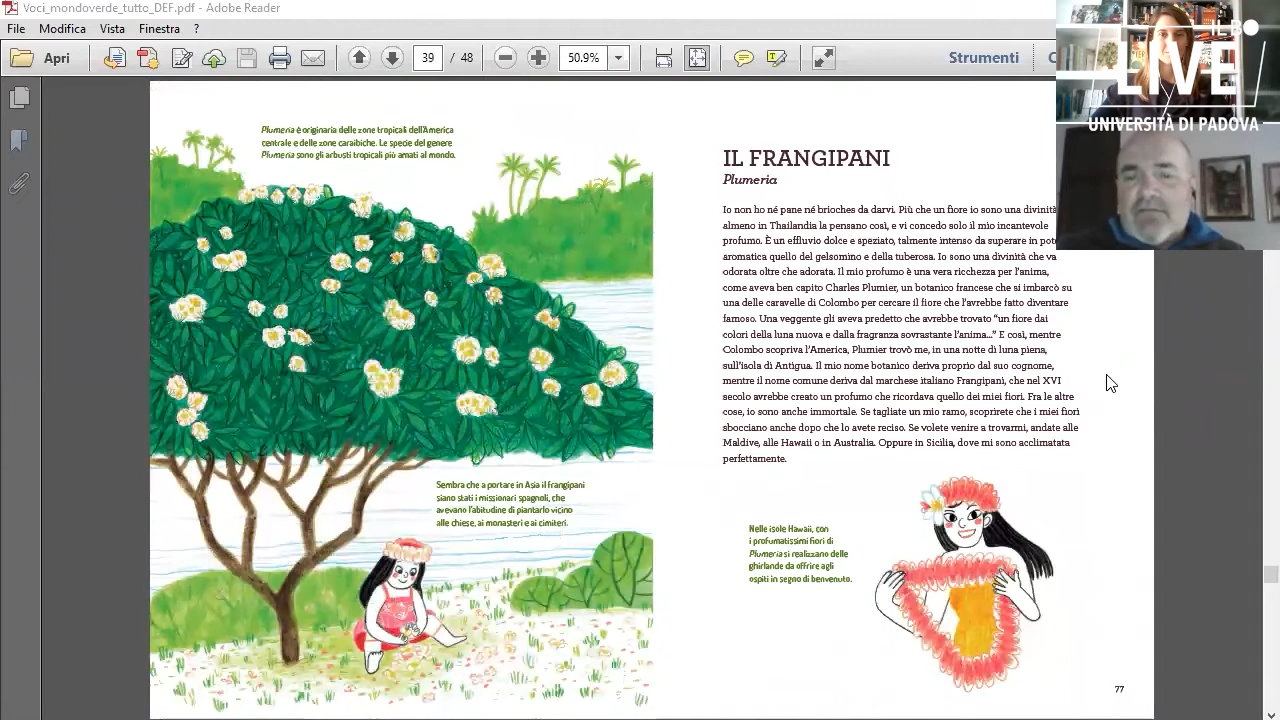 Voci_mondoverde_tutto_DEF.pdf - Adobe Reader
File Modifica Vista Finestra ?
Apri
39 / 48
50.9%
Strumenti
IL BO
LIVE
UNIVERSITÀ DI PADOVA
Plumeria è originaria delle zone tropicali dell'America
centrale e delle zone caraibiche. Le specie del genere
Plumeria sono gli arbusti tropicali più amati al mondo.
Sembra che a portare in Asia il frangipani
siano stati i missionari spagnoli, che
avevano l'abitudine di piantarlo vicino
alle chiese, ai monasteri e ai cimiteri.
IL FRANGIPANI
Plumeria
Io non ho né pane né brioches da darvi. Più che un fiore io sono una divinità
almeno in Thailandia la pensano così, e vi concedo solo il mio incantevole
profumo. È un effluvio dolce e speziato, talmente intenso da superare in
aromatica quello del gelsomino e della tuberosa. Io sono una divinità che va
odorata oltre che adorata. Il mio profumo è una vera ricchezza per l'anima,
come aveva ben capito Charles Plumier, un botanico francese che si imbarcò su
una delle caravelle di Colombo per cercare il fiore che l'avrebbe fatto diventare
famoso. Una veggente gli aveva predetto che avrebbe trovato "un fiore dai
colori della luna nuova e dalla fragranza sovrastante l'anima..." E così, mentre
Colombo scopriva l'America, Plumier trovò me, in una notte di luna piena,
sull'isola di Antigua. Il mio nome botanico deriva proprio dal suo cognome,
mentre il nome comune deriva dal marchese italiano Frangipani, che nel XVI
secolo avrebbe creato un profumo che ricordava quello dei miei fiori. Fra le altre
cose, io sono anche immortale. Se tagliate un mio ramo, scoprirete che i miei fiori
sbocciano anche dopo che lo avete reciso. Se volete venire a trovarmi, andate alle
Maldive, alle Hawaii o in Australia. Oppure in Sicilia, dove mi sono acclimatata
perfettamente.
Nelle isole Hawaii, con
i profumatissimi fiori di
Plumeria si realizzano delle
ghirlande da offrire agli
ospiti in segno di benvenuto.
77